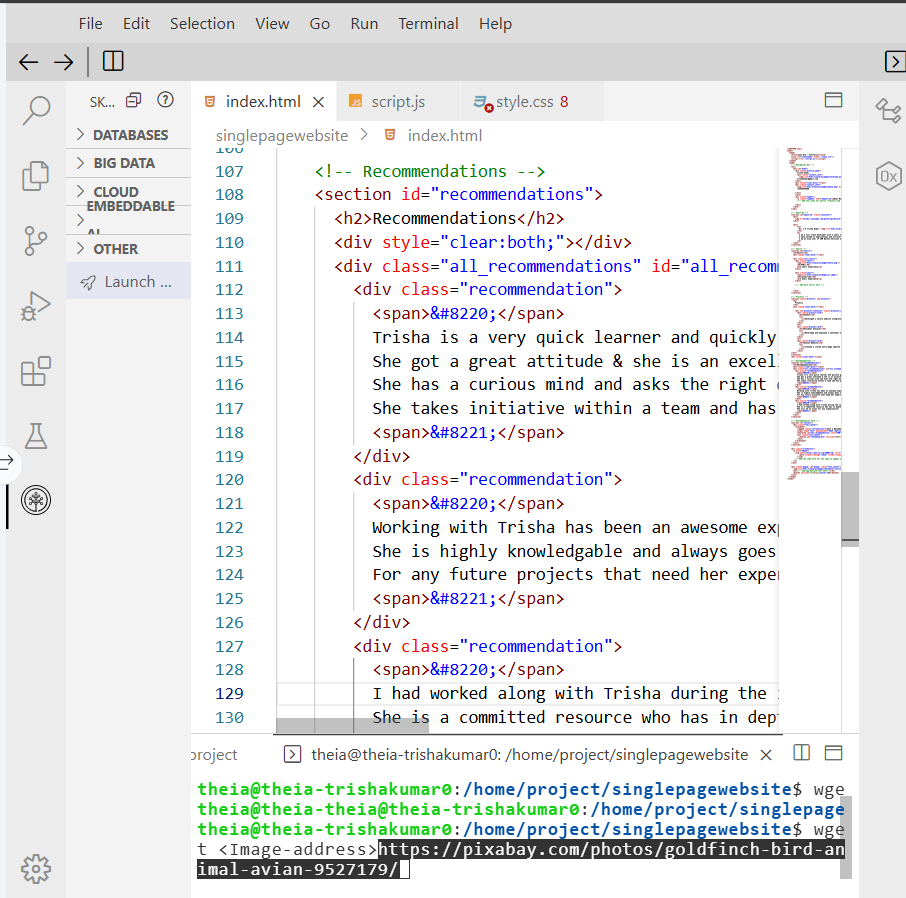 File Edit Selection View Go Run Terminal Help
SK...
DATABASES
BIG DATA
CLOUD
EMBEDDABLE
AI
OTHER
Launch ...
index.html script.js style.css 8
singlepagewebsite index.html
106
107 <!-- Recommendations -->
108 <section id="recommendations">
109 <h2>Recommendations</h2>
110 <div style="clear:both;"></div>
111 <div class="all_recommendations" id="all_recomm
112 <div class="recommendation">
113 <span>&#8220;</span>
114 Trisha is a very quick learner and quickly
115 She got a great attitude & she is an excel
116 She has a curious mind and asks the right
117 She takes initiative within a team and has
118 <span>&#8221;</span>
119 </div>
120 <div class="recommendation">
121 <span>&#8220;</span>
122 Working with Trisha has been an awesome exp
123 She is highly knowledgable and always goes
124 For any future projects that need her exper
125 <span>&#8221;</span>
126 </div>
127 <div class="recommendation">
128 <span>&#8220;</span>
129 I had worked along with Trisha during the
130 She is a committed resource who has in dept
project theia@theia-trishakumar0: /home/project/singlepagewebsite
theia@theia-trishakumar0:/home/project/singlepagewebsite$ wge
theia@theia-theia@theia-trishakumar0:/home/project/singlepage
theia@theia-trishakumar0:/home/project/singlepagewebsite$ wge
t <Image-address>https://pixabay.com/photos/goldfinch-bird-an
imal-avian-9527179/